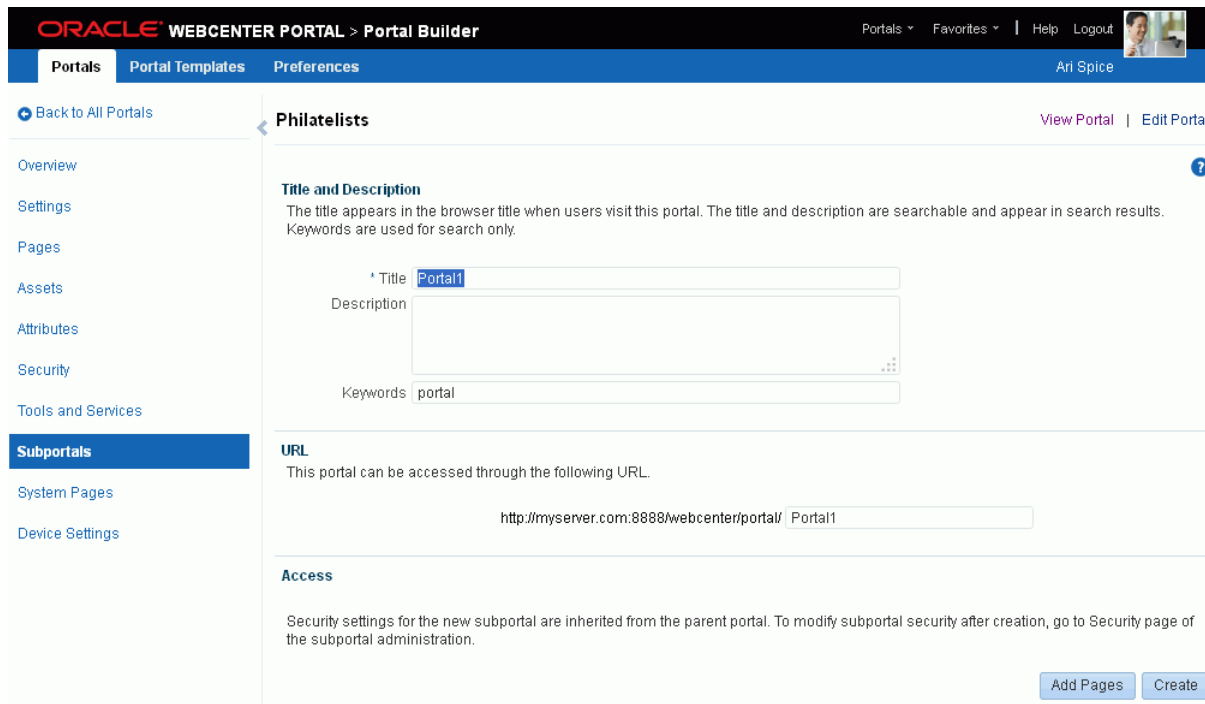 ORACLE WEBCENTER PORTAL > Portal Builder
Portals Favorites | Help Logout
Portals Portal Templates Preferences
Ari Spice
Back to All Portals
Philatelists
View Portal | Edit Porta
Overview
Settings
Pages
Assets
Attributes
Security
Tools and Services
Subportals
System Pages
Device Settings
?
Title and Description
The title appears in the browser title when users visit this portal. The title and description are searchable and appear in search results.
Keywords are used for search only.
* Title Portal1
Description
Keywords portal
URL
This portal can be accessed through the following URL.
http://myserver.com:8888/webcenter/portal/ Portal1
Access
Security settings for the new subportal are inherited from the parent portal. To modify subportal security after creation, go to Security page of
the subportal administration.
Add Pages Create